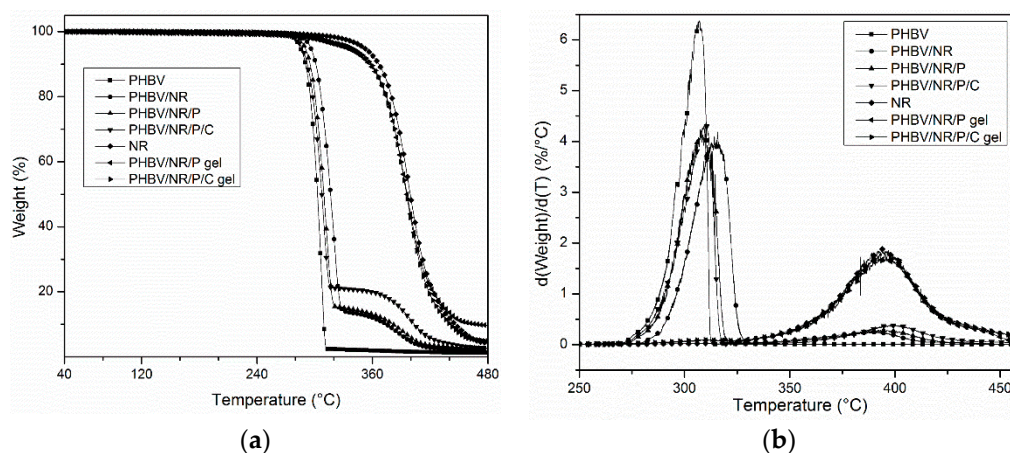 100
80
60
40
20
Weight (%)
PHBV
PHBV/NR
PHBV/NR/P
PHBV/NR/P/C
NR
PHBV/NR/P gel
PHBV/NR/P/C gel
40 120 240 360 480
Temperature (°C)
(a)
6
5
4
3
2
1
0
d(Weight)/d(T) (%/°C)
PHBV
PHBV/NR
PHBV/NR/P
PHBV/NR/P/C
NR
PHBV/NR/P gel
PHBV/NR/P/C gel
250 300 350 400 450
Temperature (°C)
(b)